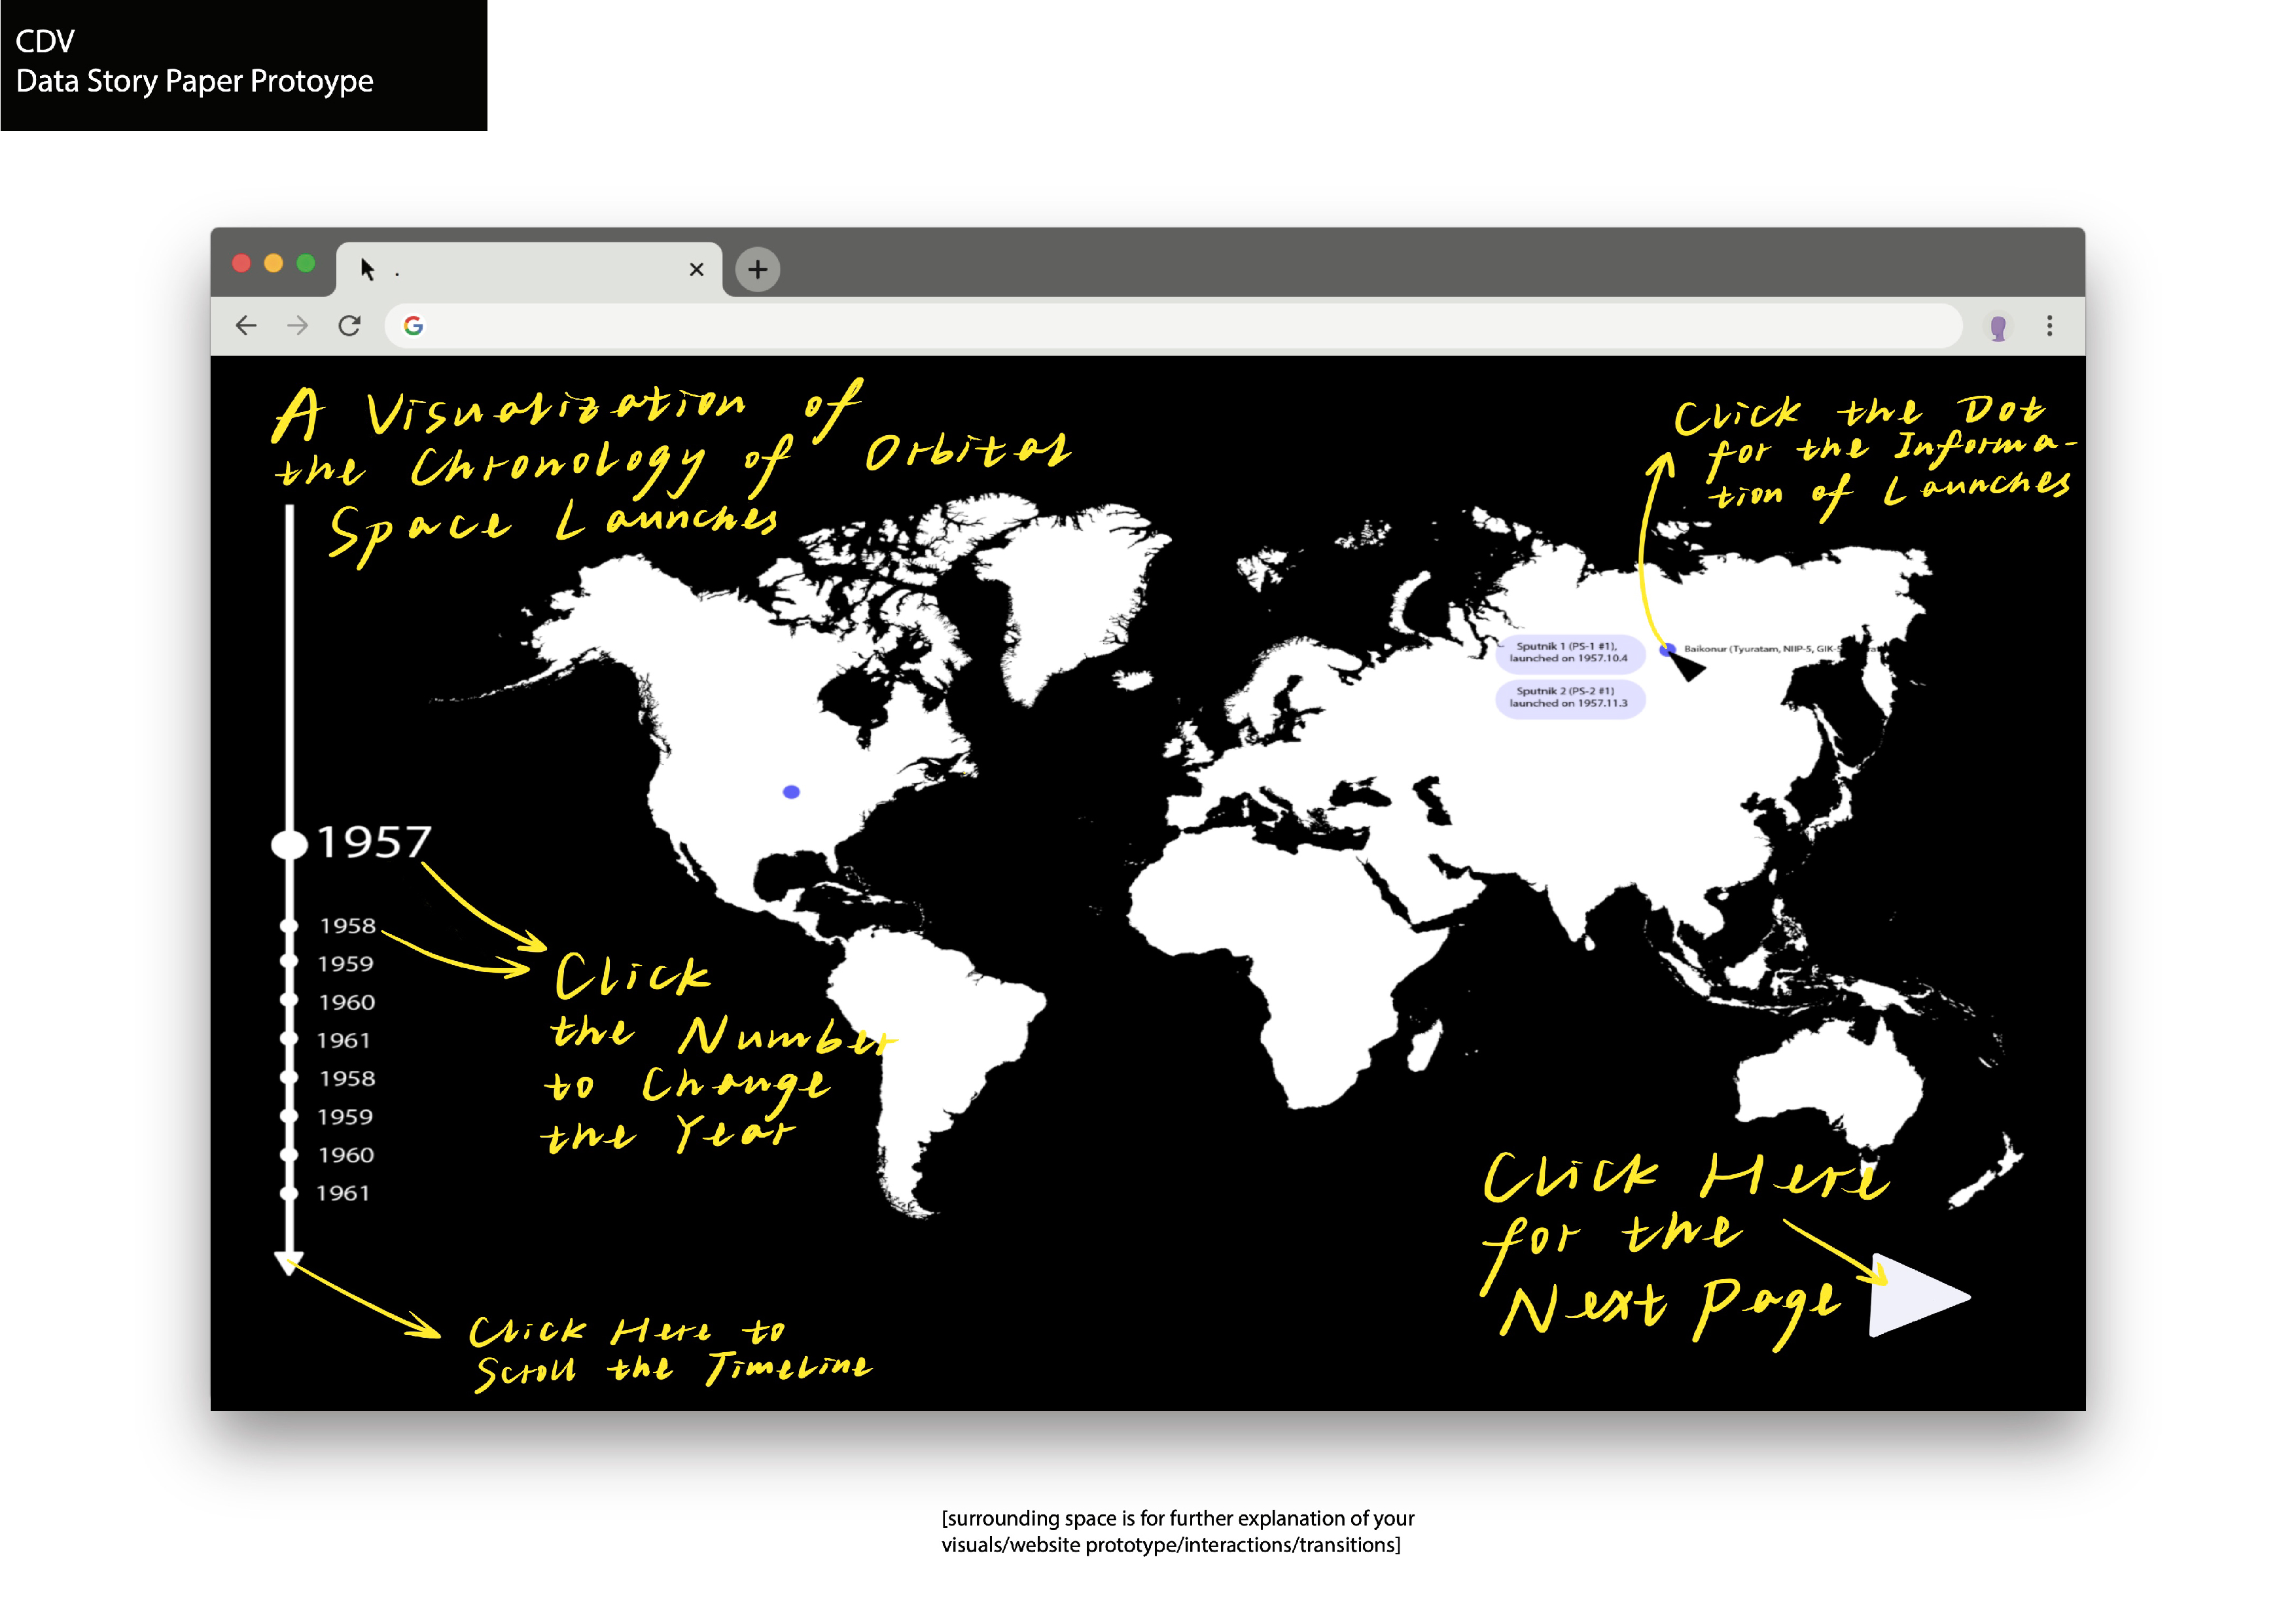 CDV
Data Story Paper Protoype
A Visualization of
the Chronology of Orbital
Space Launches
Click the Dot
for the Informa-
tion of Launches
Sputnik 1 (PS-1 #1),
launched on 1957.10.4
Baikonur (Tyuratam, NIIP-5, GIK-5
Sputnik 2 (PS-2 #1)
launched on 1957.11.3
1957
1958
1959
1960
1961
1958
1959
1960
1961
Click
the Number
to Change
the Year
Click Here
for the
Next Page
Click Here to
Scroll the Timeline
[surrounding space is for further explanation of your
visuals/website prototype/interactions/transitions]